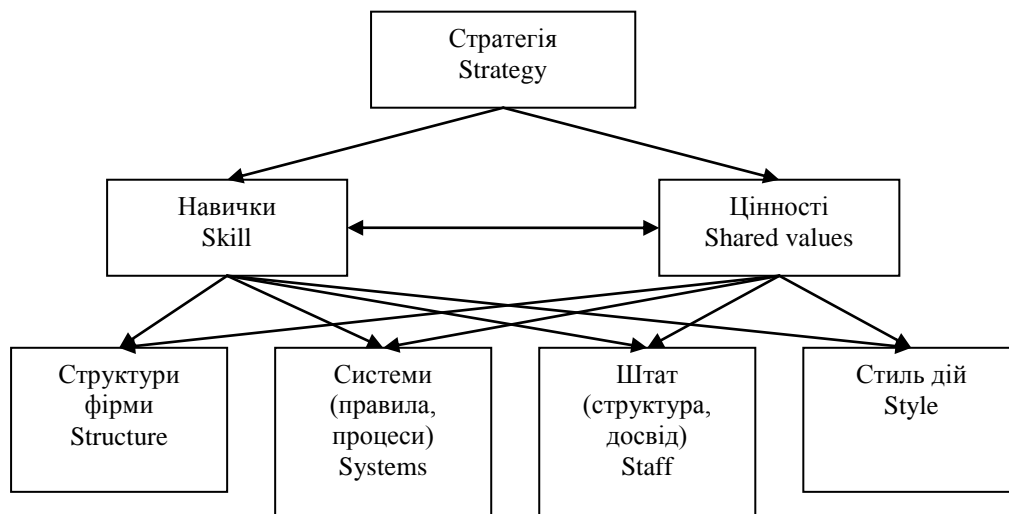 Стратегія
Strategy
Навички
Skill
Цінності
Shared values
Структури
фірми
Structure
Системи
(правила,
процеси)
Systems
Штат
(структура,
досвід)
Staff
Стиль дій
Style